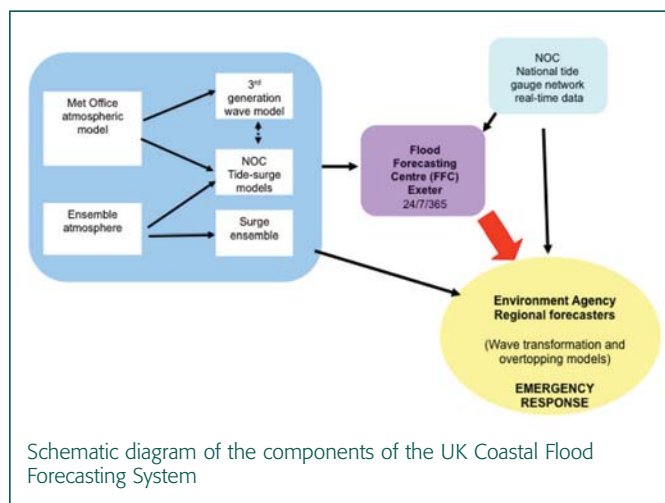 Met Office
atmospheric
model
Ensemble
atmosphere
3rd
generation
wave model
NOC
Tide-surge
models
Surge
ensemble
NOC
National tide
gauge network
real-time data
Flood
Forecasting
Centre (FFC)
Exeter
24/7/365
Environment Agency
Regional forecasters
(Wave transformation and
overtopping models)
EMERGENCY
RESPONSE
Schematic diagram of the components of the UK Coastal Flood
Forecasting System